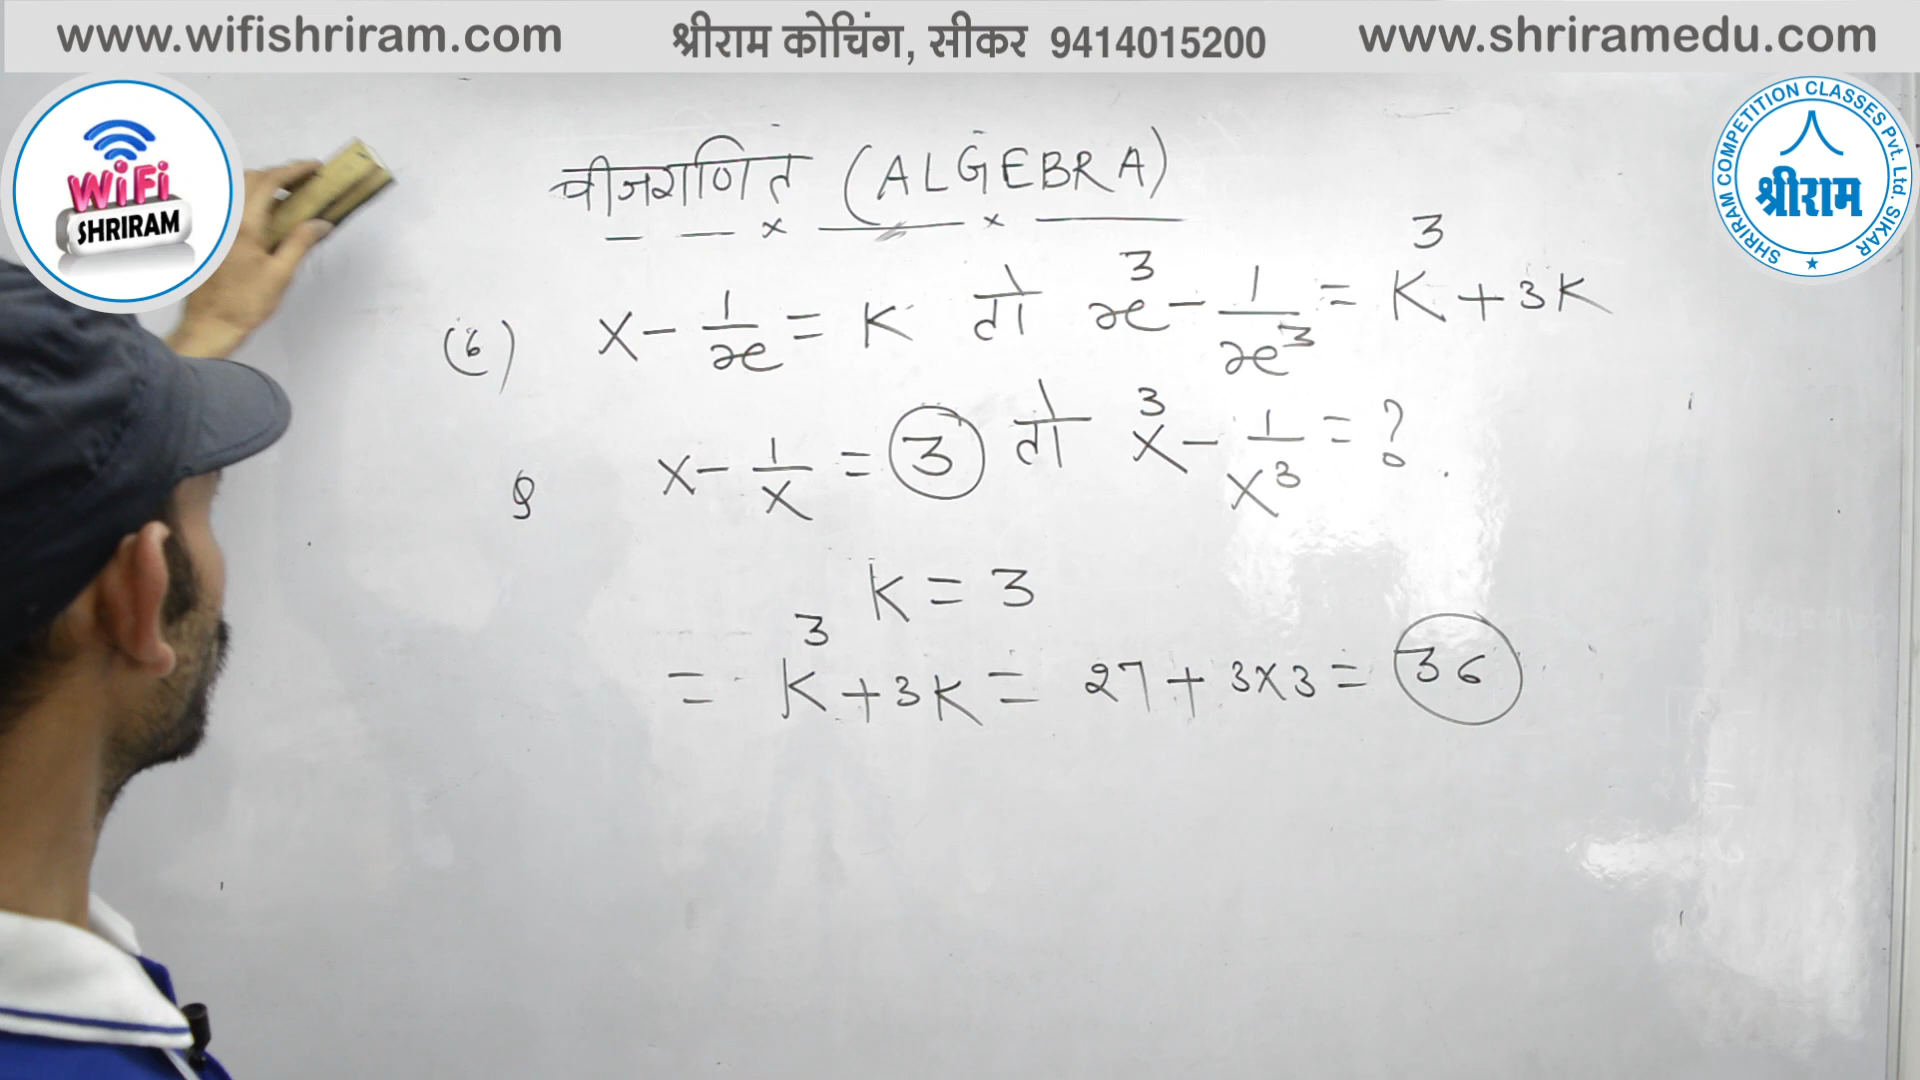 www.wifishriram.com श्रीराम कोचिंग, सीकर 9414015200 www.shriramedu.com
WiFi
SHRIRAM
SHRIRAM COMPETITION CLASSES Pvt. Ltd. SIKAR
श्रीराम
बीजगणित (ALGEBRA)
(6) x - 1/x = K तो x³ - 1/x³ = K³ + 3K
Q x - 1/x = 3 तो x³ - 1/x³ = ?
K = 3
= K³ + 3K = 27 + 3×3 = 36